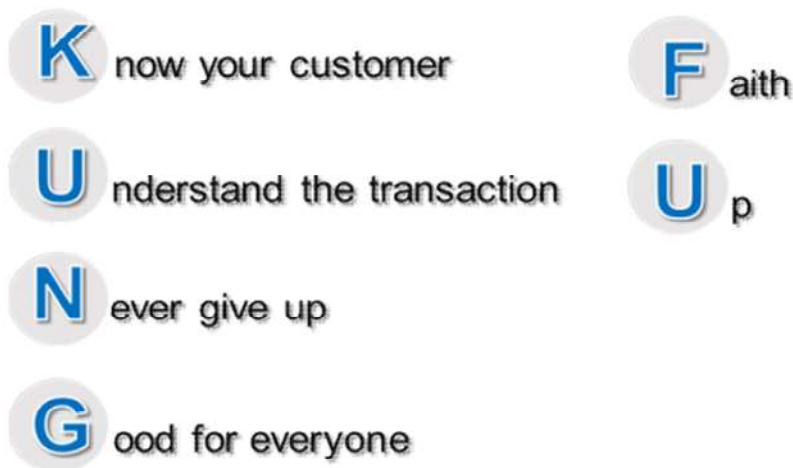 Know your customer
Understand the transaction
Never give up
Good for everyone
Faith
Up